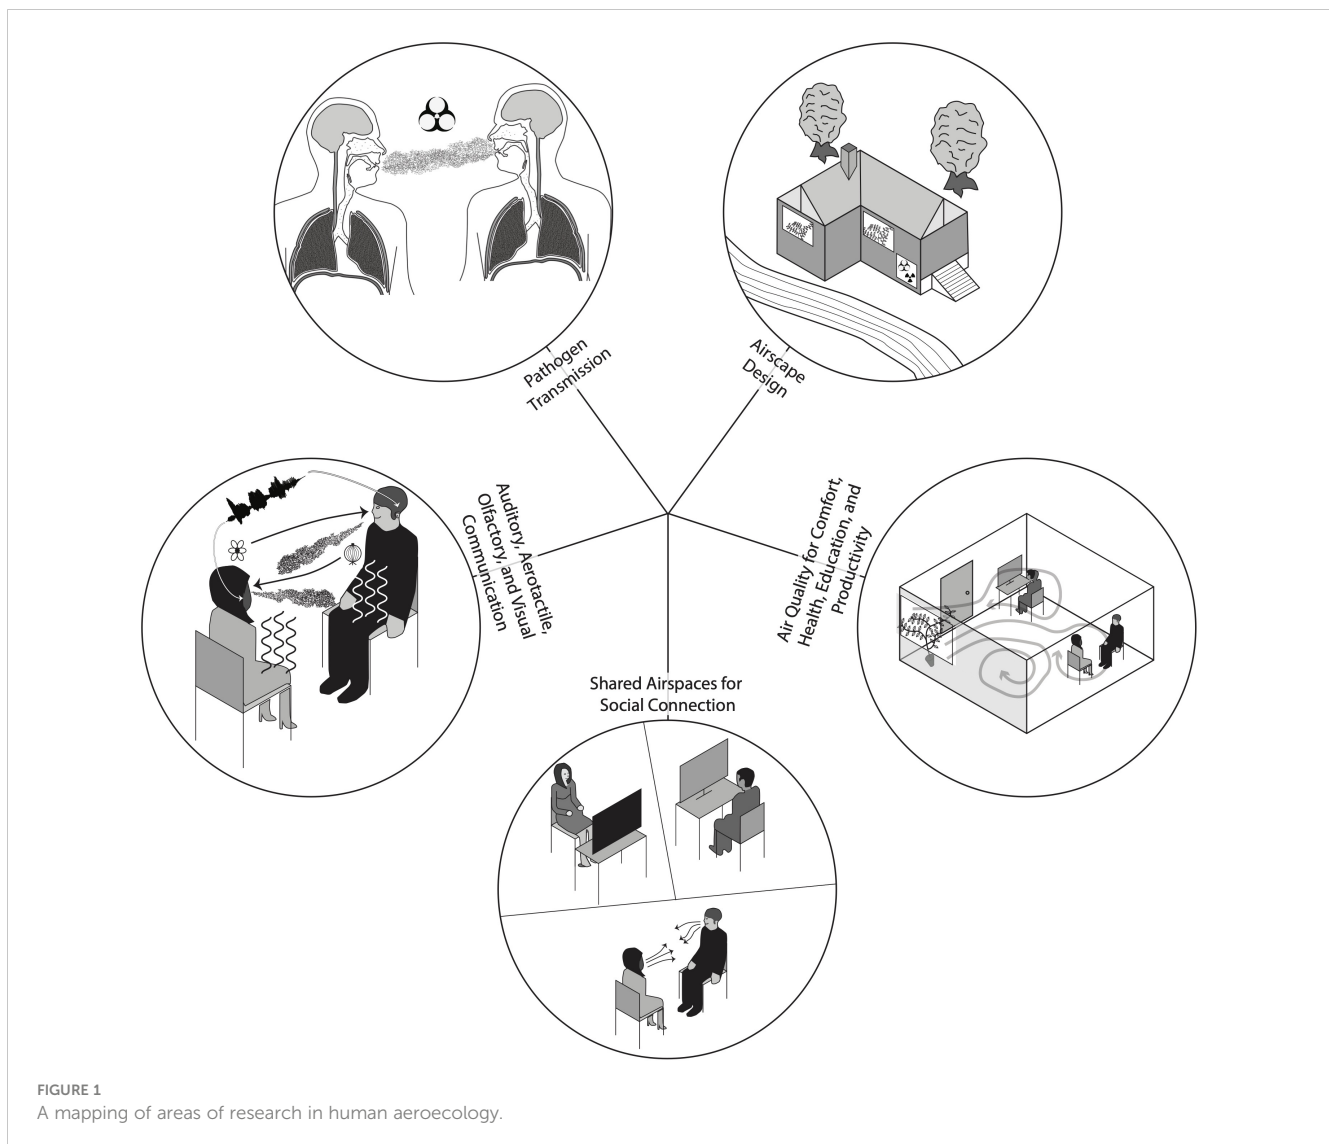 Pathogen
Transmission
Airscape
Design
Auditory, Aerotactile,
Olfactory, and Visual
Communication
Air Quality for Comfort,
Health, Education, and
Productivity
Shared Airspaces for
Social Connection
FIGURE 1
A mapping of areas of research in human aeroecology.